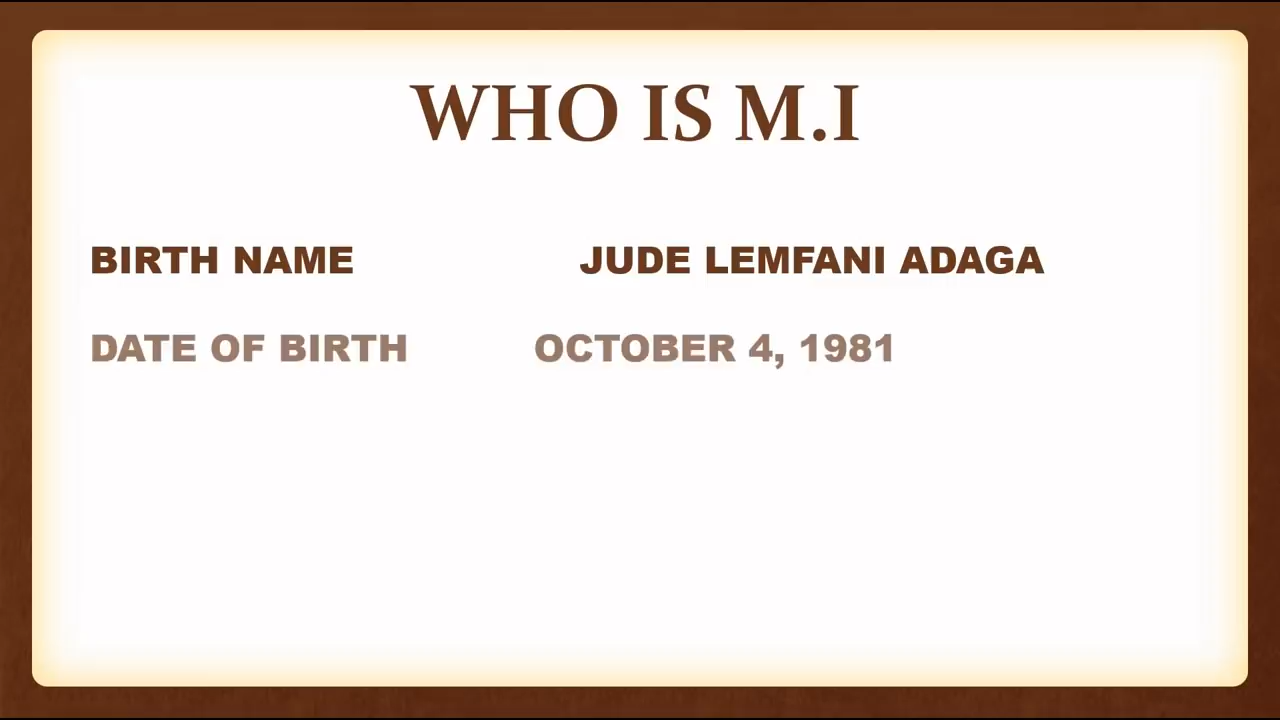 WHO IS M.I
BIRTH NAME JUDE LEMFANI ADAGA
DATE OF BIRTH OCTOBER 4, 1981